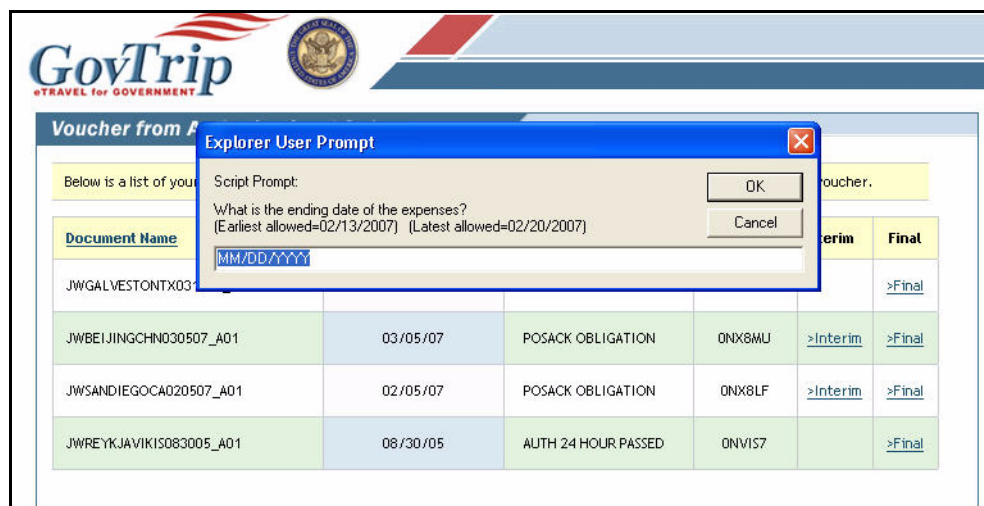 GovTrip
eTRAVEL for GOVERNMENT
Voucher from A
Explorer User Prompt
Below is a list of your
Script Prompt:
OK
voucher.
What is the ending date of the expenses?
(Earliest allowed=02/13/2007) (Latest allowed=02/20/2007)
Cancel
Document Name
erim
Final
MM/DD/YYYY
JWGALVESTONTX031
>Final
JWBEIJINGCHN030507_A01 03/05/07 POSACK OBLIGATION 0NX8MU >Interim >Final
JWSANDIEGOCA020507_A01 02/05/07 POSACK OBLIGATION 0NX8LF >Interim >Final
JWREYKJAVIKIS083005_A01 08/30/05 AUTH 24 HOUR PASSED 0NVIS7 >Final